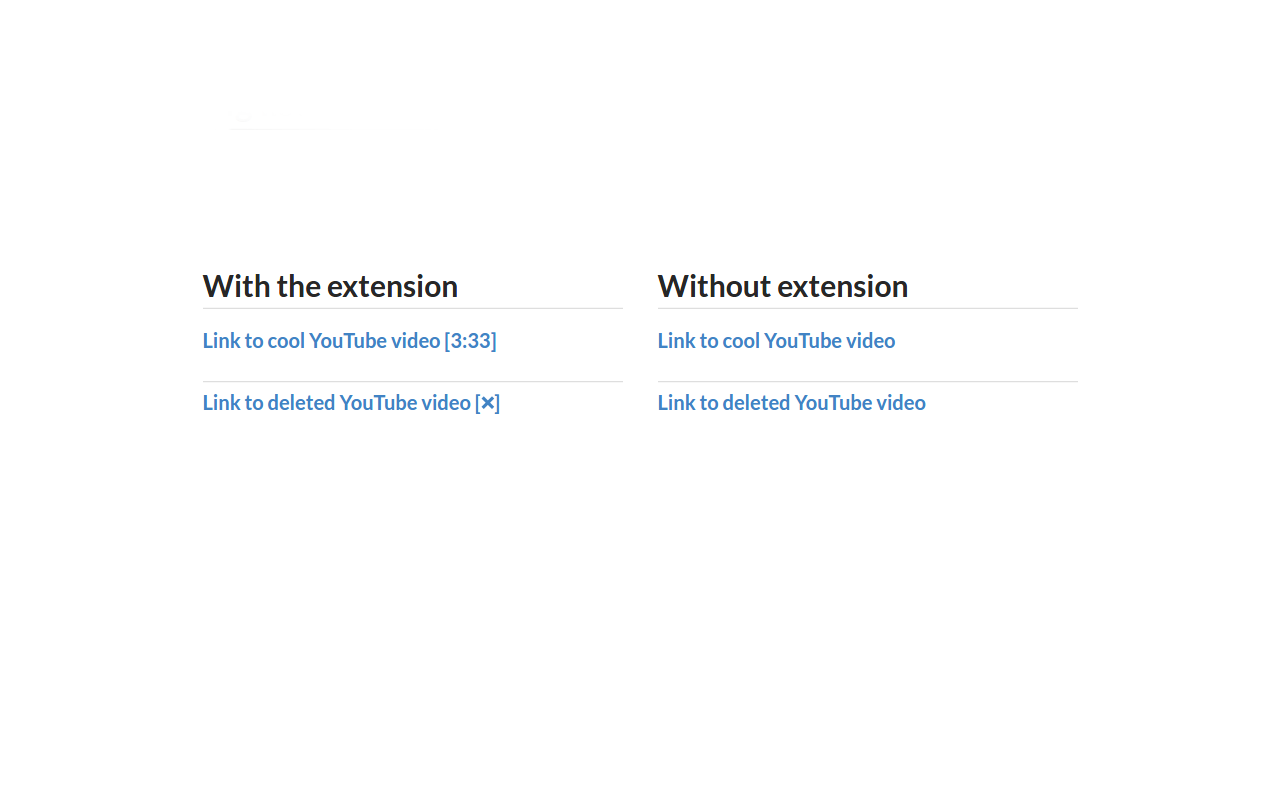 With the extension
Link to cool YouTube video [3:33]
Link to deleted YouTube video [❌]
Without extension
Link to cool YouTube video
Link to deleted YouTube video